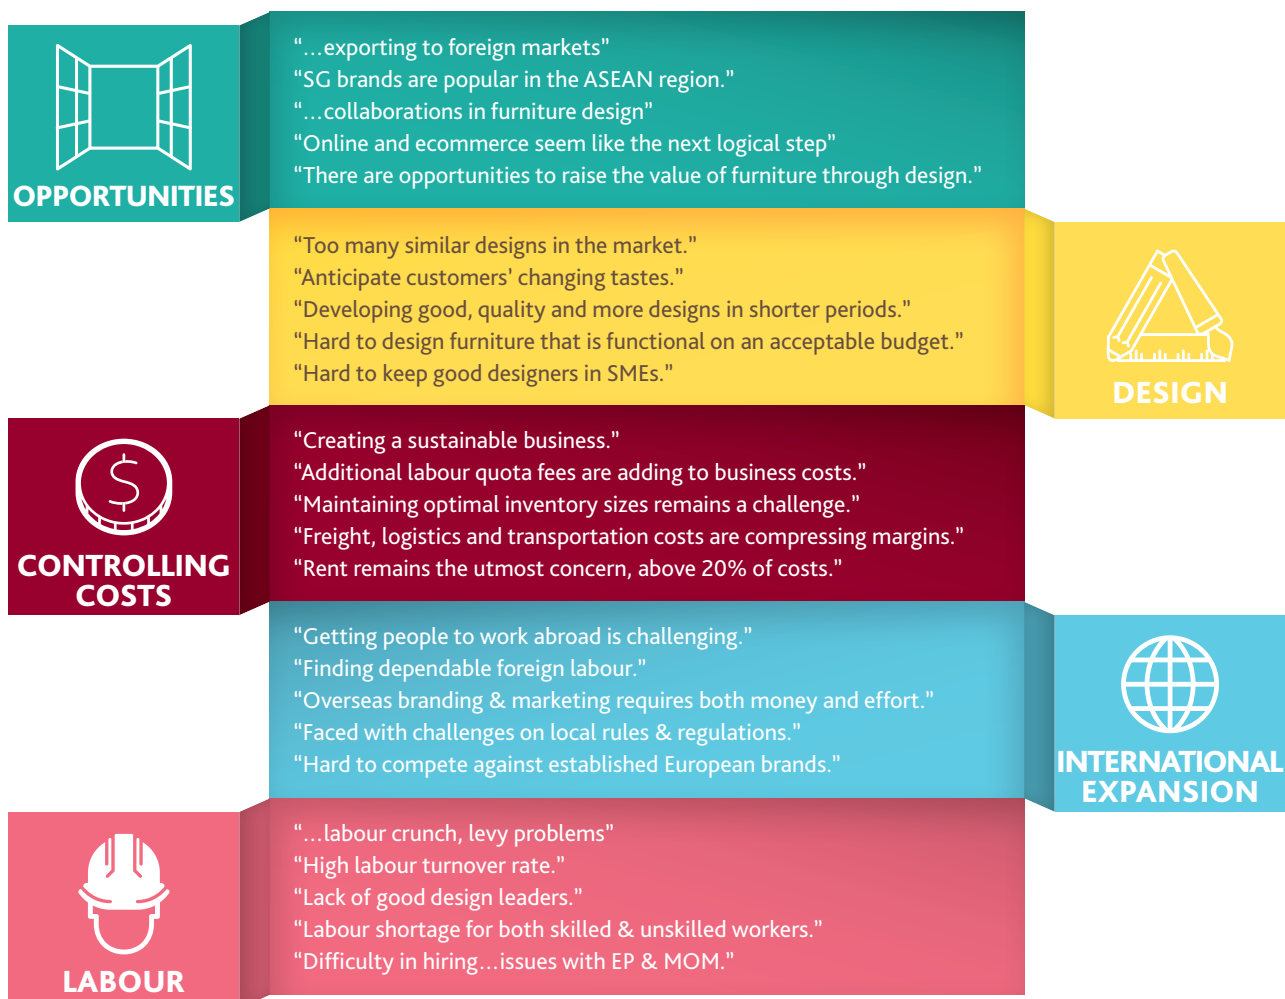 OPPORTUNITIES
“...exporting to foreign markets”
“SG brands are popular in the ASEAN region.”
“...collaborations in furniture design”
“Online and ecommerce seem like the next logical step”
“There are opportunities to raise the value of furniture through design.”
“Too many similar designs in the market.”
“Anticipate customers’ changing tastes.”
“Developing good, quality and more designs in shorter periods.”
“Hard to design furniture that is functional on an acceptable budget.”
“Hard to keep good designers in SMEs.”
DESIGN
CONTROLLING
COSTS
“Creating a sustainable business.”
“Additional labour quota fees are adding to business costs.”
“Maintaining optimal inventory sizes remains a challenge.”
“Freight, logistics and transportation costs are compressing margins.”
“Rent remains the utmost concern, above 20% of costs.”
“Getting people to work abroad is challenging.”
“Finding dependable foreign labour.”
“Overseas branding & marketing requires both money and effort.”
“Faced with challenges on local rules & regulations.”
“Hard to compete against established European brands.”
INTERNATIONAL
EXPANSION
LABOUR
“...labour crunch, levy problems”
“High labour turnover rate.”
“Lack of good design leaders.”
“Labour shortage for both skilled & unskilled workers.”
“Difficulty in hiring...issues with EP & MOM.”